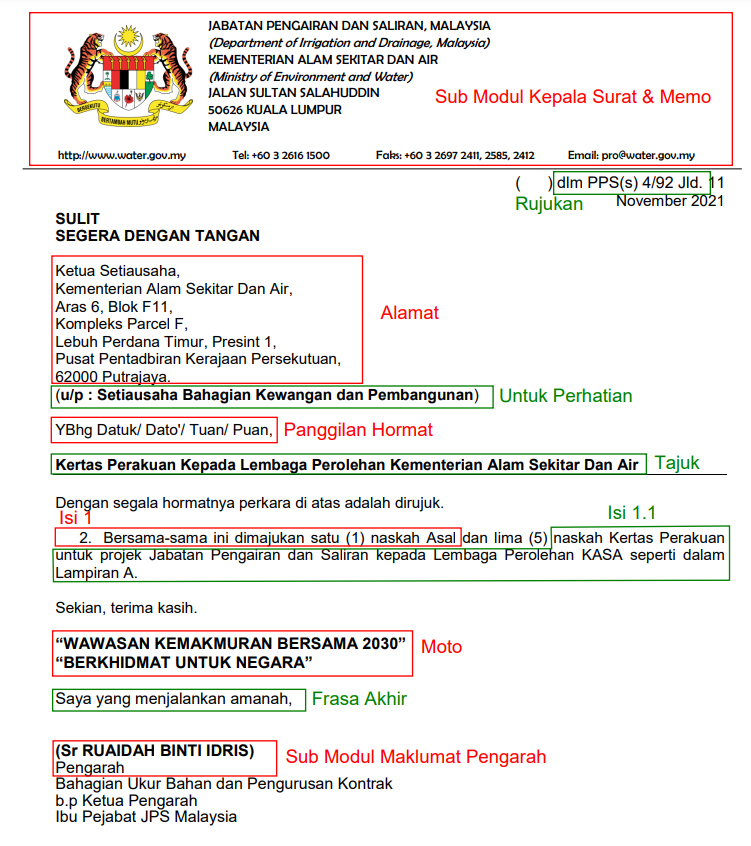 JABATAN PENGAIRAN DAN SALIRAN, MALAYSIA
(Department of Irrigation and Drainage, Malaysia)
KEMENTERIAN ALAM SEKITAR DAN AIR
(Ministry of Environment and Water)
JALAN SULTAN SALAHUDDIN
50626 KUALA LUMPUR
MALAYSIA
Sub Modul Kepala Surat & Memo
BERSEKUTU BERTAMBAH MUTU
http://www.water.gov.my Tel: +60 3 2616 1500 Faks: +60 3 2697 2411, 2585, 2412 Email: pro@water.gov.my
( ) dlm PPS(s) 4/92 Jld. 11
Rujukan November 2021
SULIT
SEGERA DENGAN TANGAN
Ketua Setiausaha,
Kementerian Alam Sekitar Dan Air,
Aras 6, Blok F11,
Kompleks Parcel F,
Lebuh Perdana Timur, Presint 1,
Pusat Pentadbiran Kerajaan Persekutuan,
62000 Putrajaya.
Alamat
(u/p : Setiausaha Bahagian Kewangan dan Pembangunan) Untuk Perhatian
YBhg Datuk/ Dato'/ Tuan/ Puan, Panggilan Hormat
Kertas Perakuan Kepada Lembaga Perolehan Kementerian Alam Sekitar Dan Air Tajuk
Dengan segala hormatnya perkara di atas adalah dirujuk.
Isi 1 Isi 1.1
2. Bersama-sama ini dimajukan satu (1) naskah Asal dan lima (5) naskah Kertas Perakuan
untuk projek Jabatan Pengairan dan Saliran kepada Lembaga Perolehan KASA seperti dalam
Lampiran A.
Sekian, terima kasih.
“WAWASAN KEMAKMURAN BERSAMA 2030”
“BERKHIDMAT UNTUK NEGARA”
Moto
Saya yang menjalankan amanah, Frasa Akhir
(Sr RUAIDAH BINTI IDRIS)
Pengarah
Sub Modul Maklumat Pengarah
Bahagian Ukur Bahan dan Pengurusan Kontrak
b.p Ketua Pengarah
Ibu Pejabat JPS Malaysia